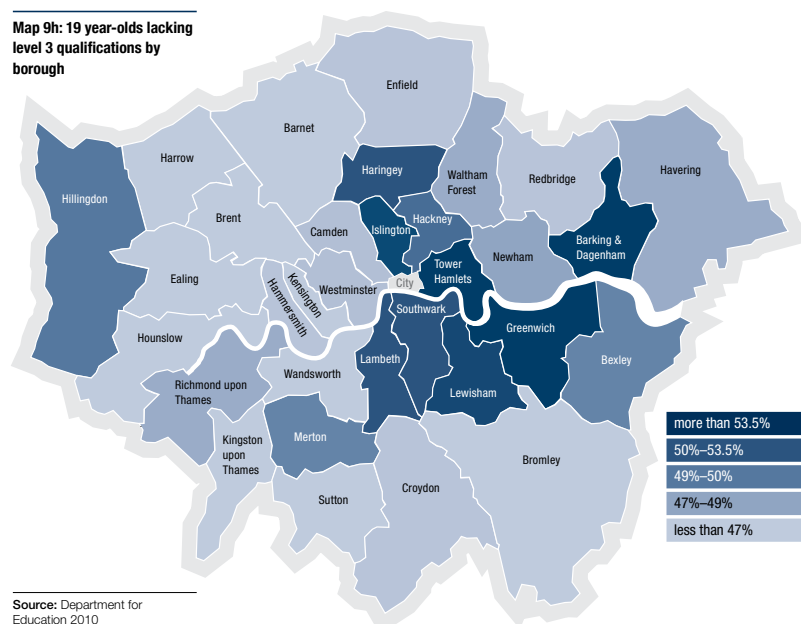 Map 9h: 19 year-olds lacking
level 3 qualifications by
borough
Enfield
Barnet
Harrow
Haringey
Waltham
Forest
Redbridge
Havering
Hillingdon
Brent
Camden
Islington
Hackney
Newham
Barking &
Dagenham
Ealing
Hammersmith
Kensington
Westminster
City
Tower
Hamlets
Southwark
Greenwich
Hounslow
Lambeth
Bexley
Richmond upon
Thames
Wandsworth
Lewisham
Kingston
upon
Thames
Merton
Sutton
Croydon
Bromley
more than 53.5%
50%–53.5%
49%–50%
47%–49%
less than 47%
Source: Department for
Education 2010